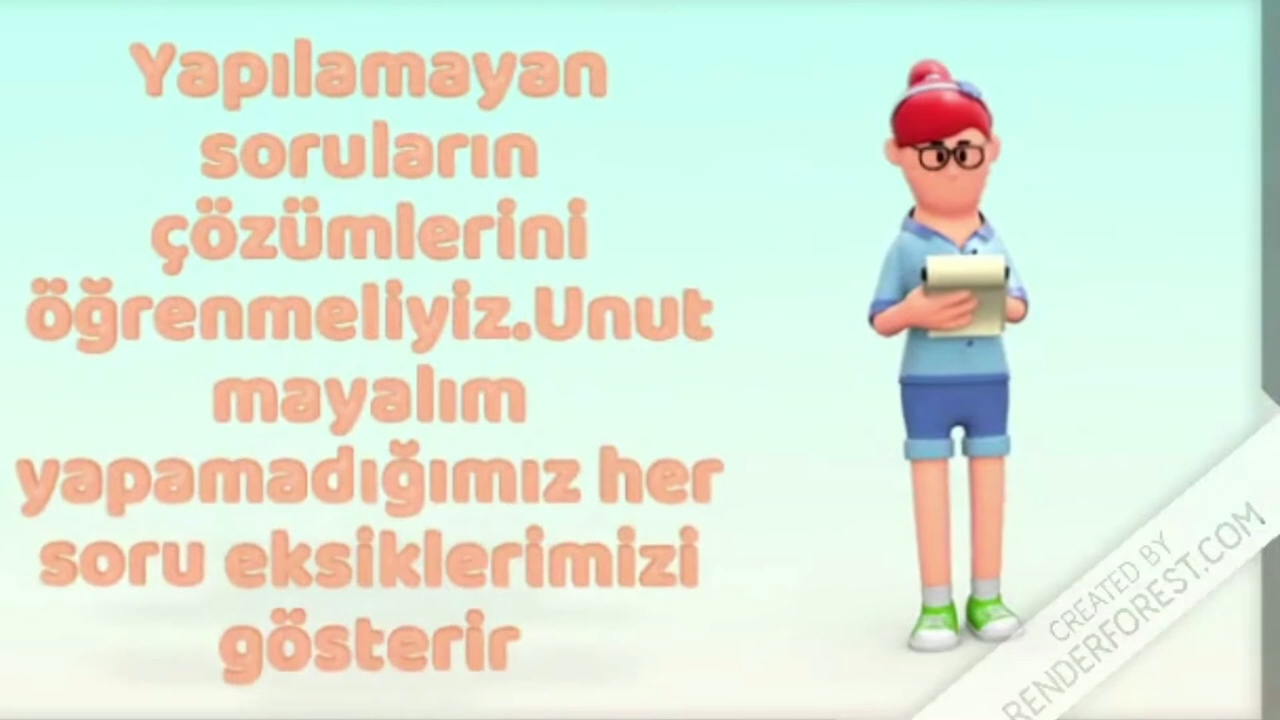 Yapılamayan
soruların
çözümlerini
öğrenmeliyiz.Unut
mayalım
yapamadığımız her
soru eksiklerimizi
gösterir
CREATED BY
RENDERFOREST.COM